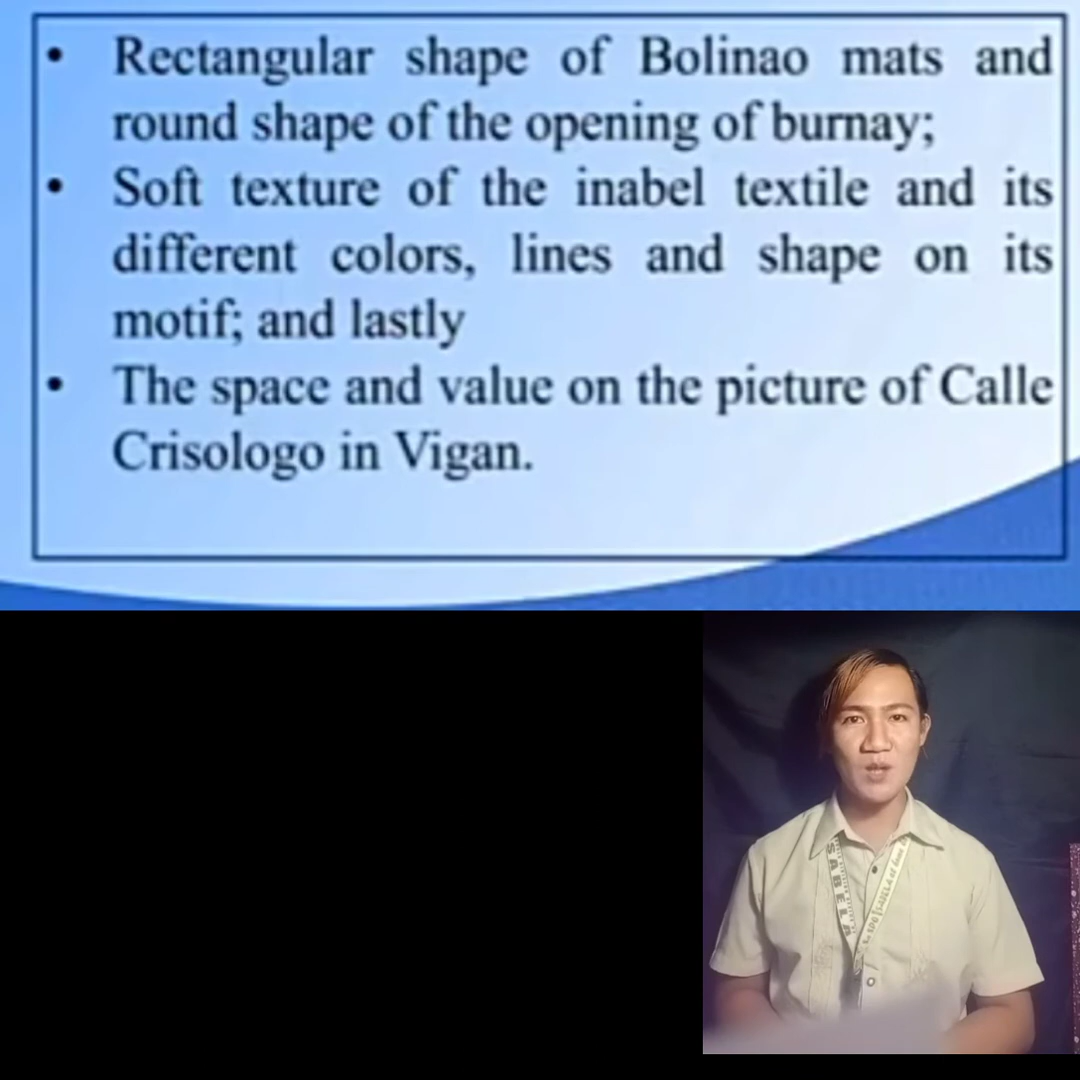 • Rectangular shape of Bolinao mats and
round shape of the opening of burnay;
• Soft texture of the inabel textile and its
different colors, lines and shape on its
motif; and lastly
• The space and value on the picture of Calle
Crisologo in Vigan.
SABELA